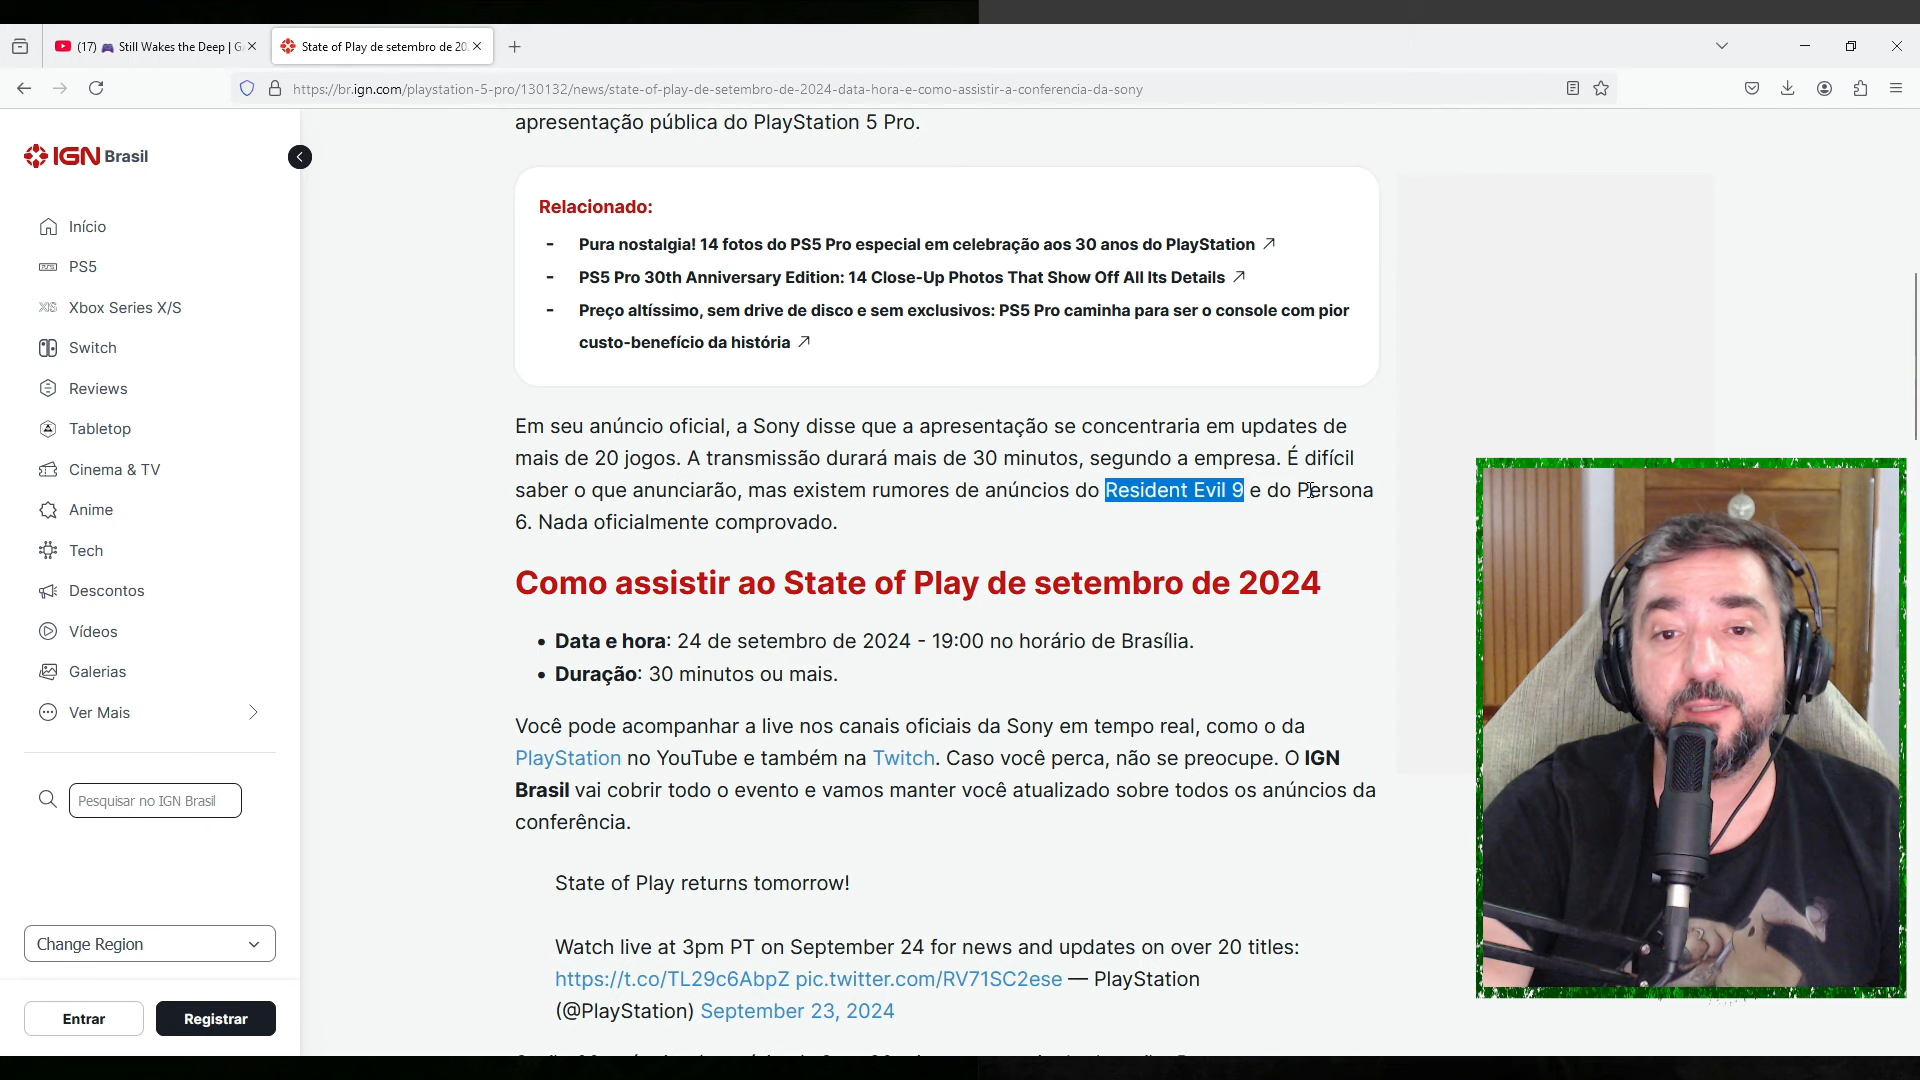 (17) 🎮 Still Wakes the Deep | G
State of Play de setembro de 20
https://br.ign.com/playstation-5-pro/130132/news/state-of-play-de-setembro-de-2024-data-hora-e-como-assistir-a-conferencia-da-sony
IGN Brasil
Início
PS5
Xbox Series X/S
Switch
Reviews
Tabletop
Cinema & TV
Anime
Tech
Descontos
Vídeos
Galerias
Ver Mais
Pesquisar no IGN Brasil
Change Region
Entrar
Registrar
apresentação pública do PlayStation 5 Pro.
Relacionado:
- Pura nostalgia! 14 fotos do PS5 Pro especial em celebração aos 30 anos do PlayStation
- PS5 Pro 30th Anniversary Edition: 14 Close-Up Photos That Show Off All Its Details
- Preço altíssimo, sem drive de disco e sem exclusivos: PS5 Pro caminha para ser o console com pior
custo-benefício da história
Em seu anúncio oficial, a Sony disse que a apresentação se concentraria em updates de
mais de 20 jogos. A transmissão durará mais de 30 minutos, segundo a empresa. É difícil
saber o que anunciarão, mas existem rumores de anúncios do Resident Evil 9 e do Persona
6. Nada oficialmente comprovado.
Como assistir ao State of Play de setembro de 2024
• Data e hora: 24 de setembro de 2024 - 19:00 no horário de Brasília.
• Duração: 30 minutos ou mais.
Você pode acompanhar a live nos canais oficiais da Sony em tempo real, como o da
PlayStation no YouTube e também na Twitch. Caso você perca, não se preocupe. O IGN
Brasil vai cobrir todo o evento e vamos manter você atualizado sobre todos os anúncios da
conferência.
State of Play returns tomorrow!
Watch live at 3pm PT on September 24 for news and updates on over 20 titles:
https://t.co/TL29c6AbpZ pic.twitter.com/RV71SC2ese — PlayStation
(@PlayStation) September 23, 2024